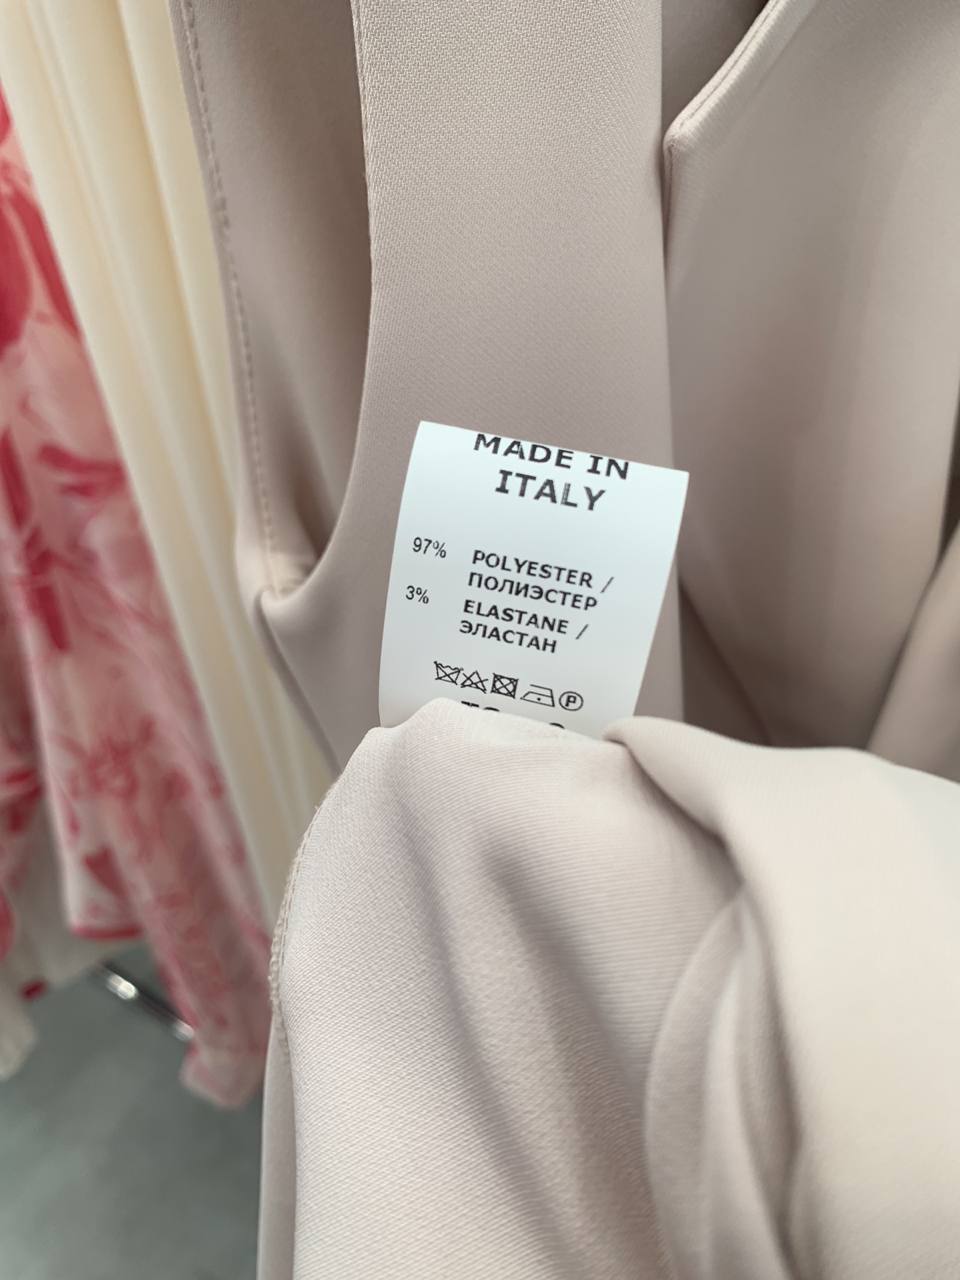 MADE IN
ITALY
97% POLYESTER /
ПОЛИЭСТЕР
3% ELASTANE /
ЭЛАСТАН
P